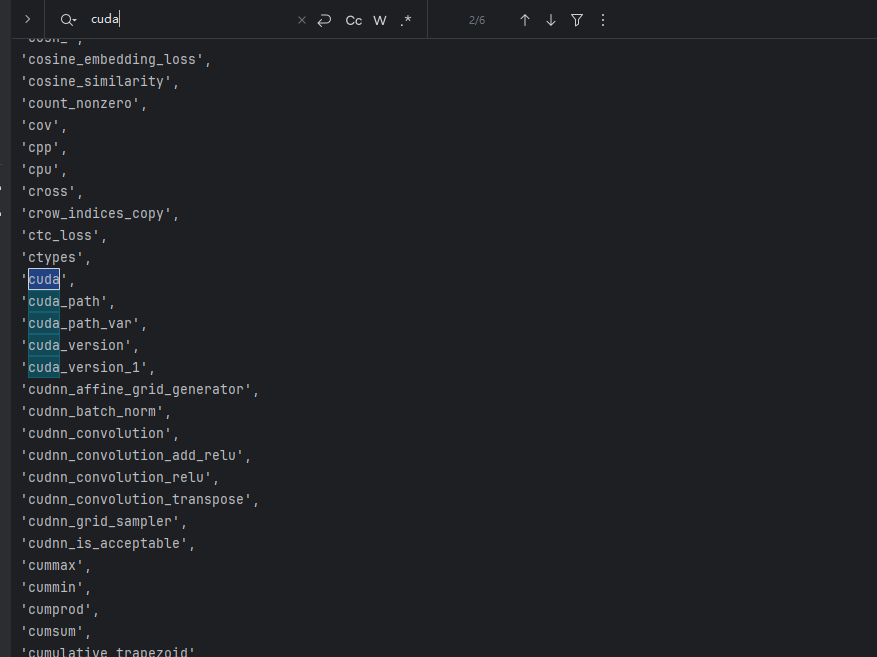 cuda
Cc W .* 2/6
'cosh_',
'cosine_embedding_loss',
'cosine_similarity',
'count_nonzero',
'cov',
'cpp',
'cpu',
'cross',
'crow_indices_copy',
'ctc_loss',
'ctypes',
'cuda',
'cuda_path',
'cuda_path_var',
'cuda_version',
'cuda_version_1',
'cudnn_affine_grid_generator',
'cudnn_batch_norm',
'cudnn_convolution',
'cudnn_convolution_add_relu',
'cudnn_convolution_relu',
'cudnn_convolution_transpose',
'cudnn_grid_sampler',
'cudnn_is_acceptable',
'cummax',
'cummin',
'cumprod',
'cumsum',
'cumulative_trapezoid'